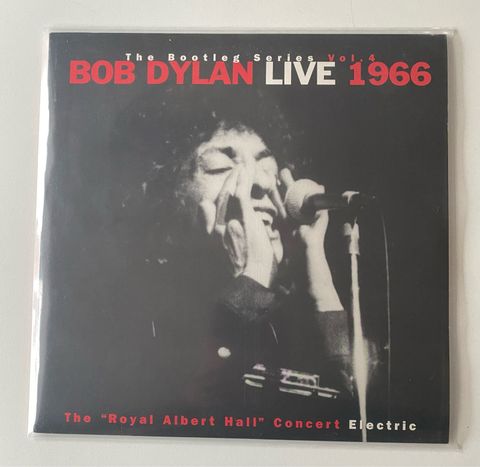 The Bootleg Series Vol.4
BOB DYLAN LIVE 1966
The "Royal Albert Hall" Concert Electric